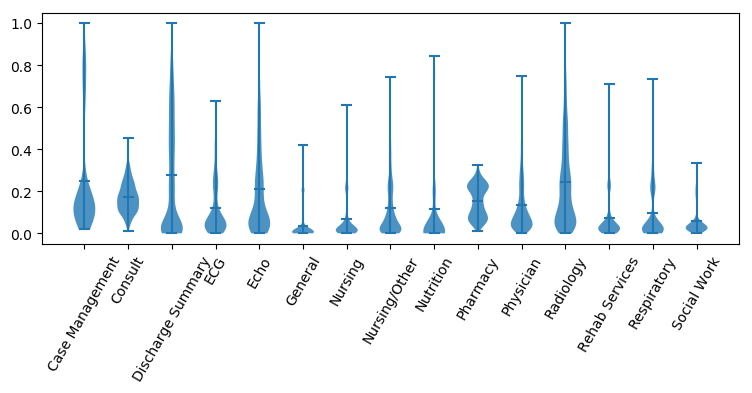 1.0
0.8
0.6
0.4
0.2
0.0
Case Management
Consult
Discharge Summary
ECG
Echo
General
Nursing
Nursing/Other
Nutrition
Pharmacy
Physician
Radiology
Rehab Services
Respiratory
Social Work